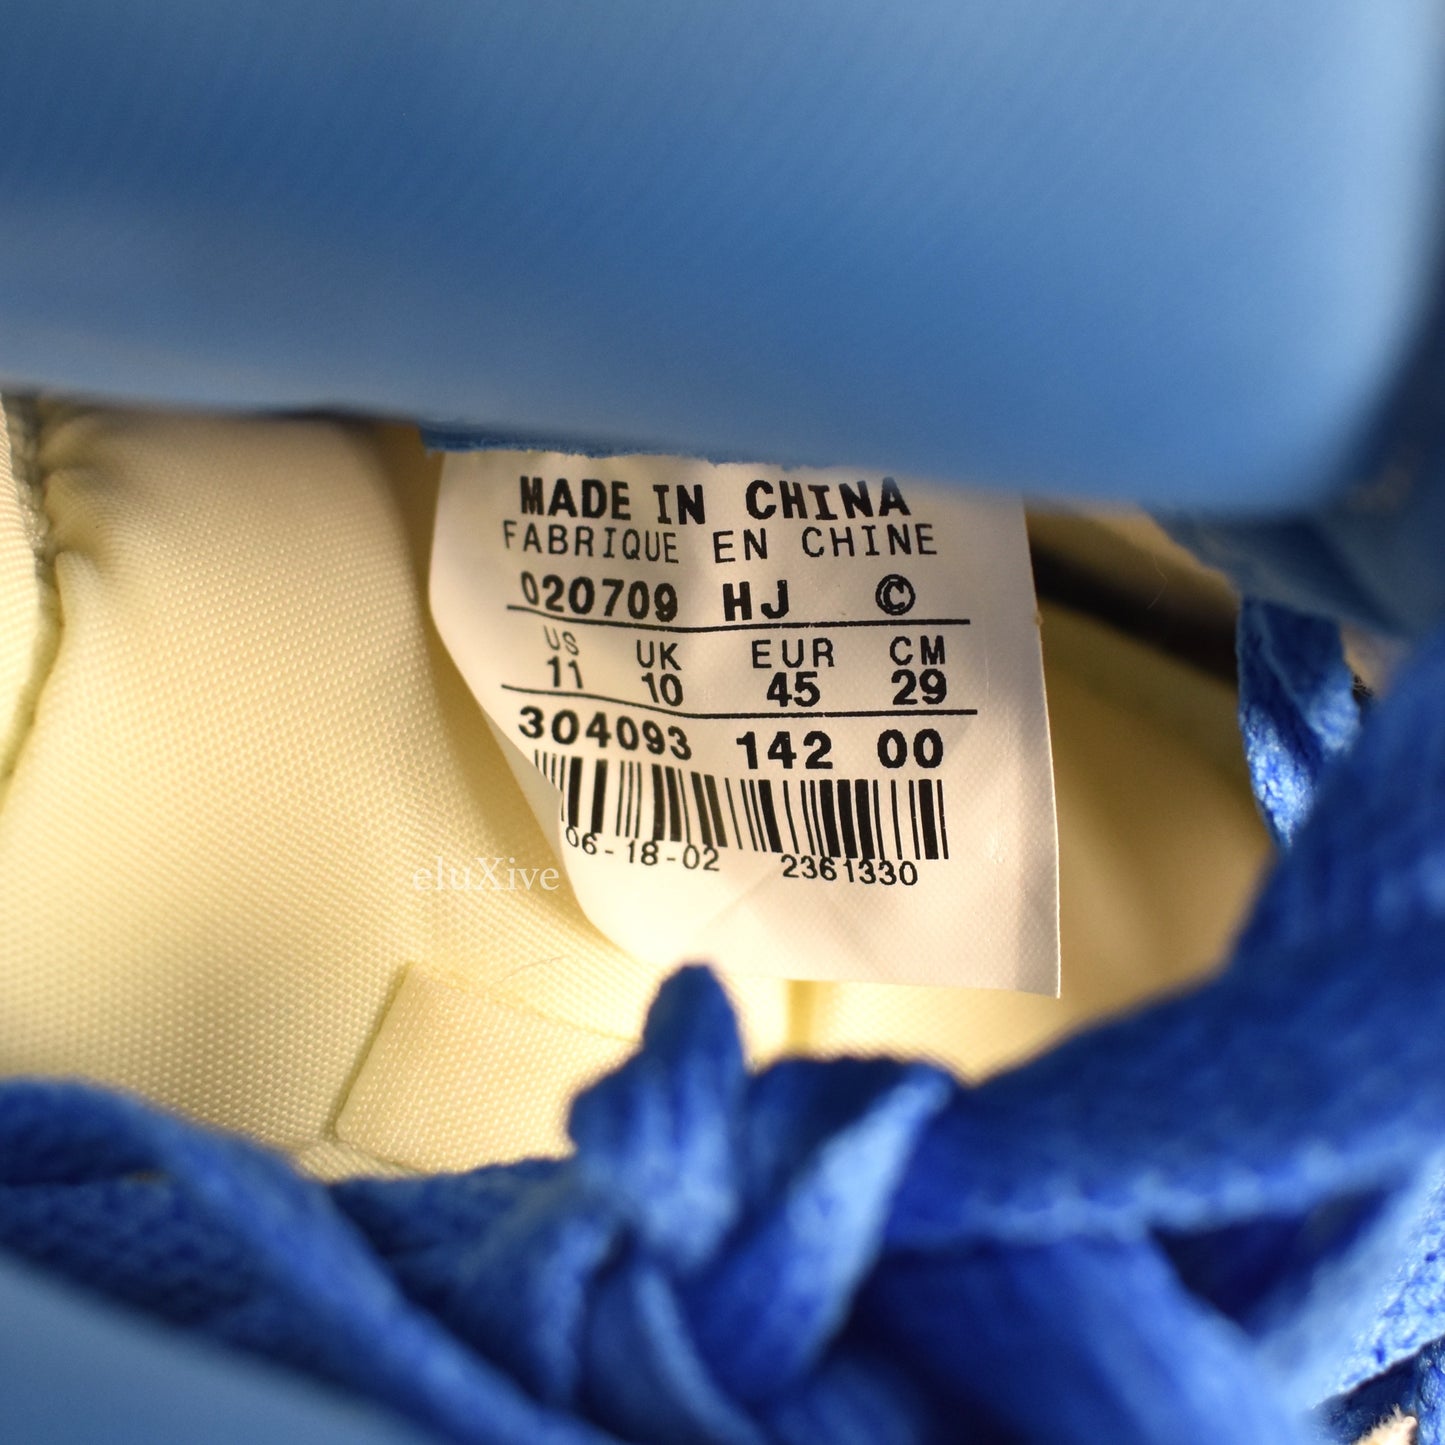 MADE IN CHINA
FABRIQUE EN CHINE
020709 HJ ©
US UK EUR CM
11 10 45 29
304093 142 00
06-18-02 2361330
eluXive